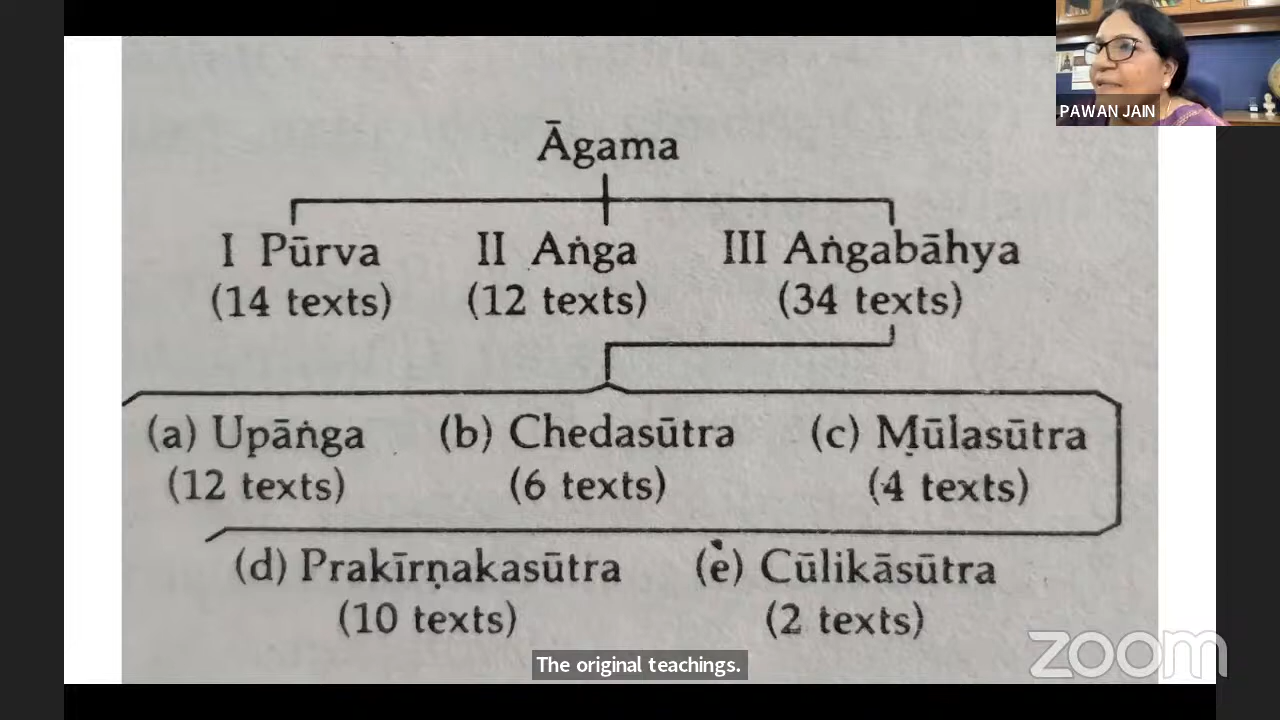 PAWAN JAIN
Āgama
I Pūrva II Aṅga III Aṅgabāhya
(14 texts) (12 texts) (34 texts)
(a) Upāṅga (b) Chedasūtra (c) Ṃūlasūtra
(12 texts) (6 texts) (4 texts)
(d) Prakīrṇakasūtra (e) Cūlikāsūtra
(10 texts) (2 texts)
The original teachings.
zoom